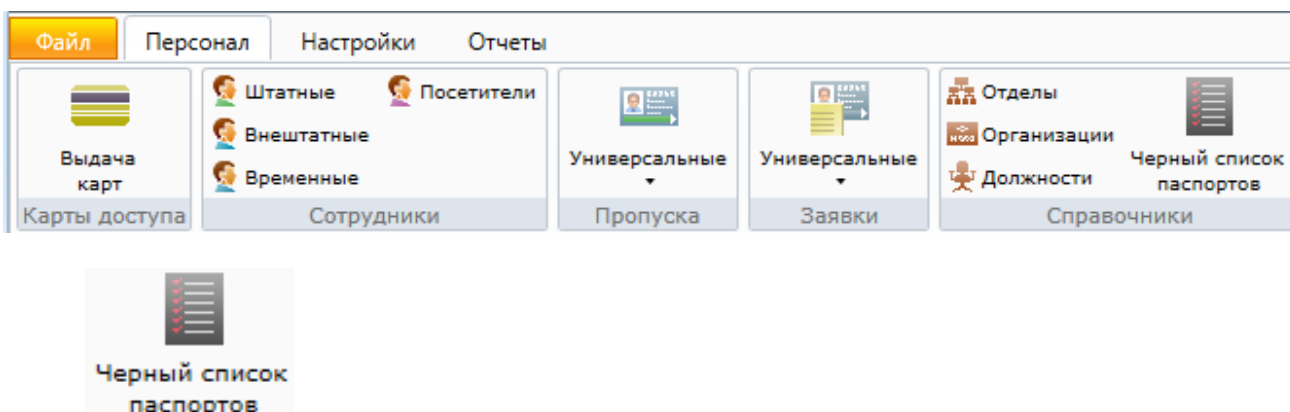 Файл Персонал Настройки Отчеты
Штатные Посетители
Внештатные
Временные
Выдача
карт
Универсальные
Универсальные
Отделы
Организации
Должности
Черный список
паспортов
Карты доступа Сотрудники Пропуска Заявки Справочники
Черный список
паспортов